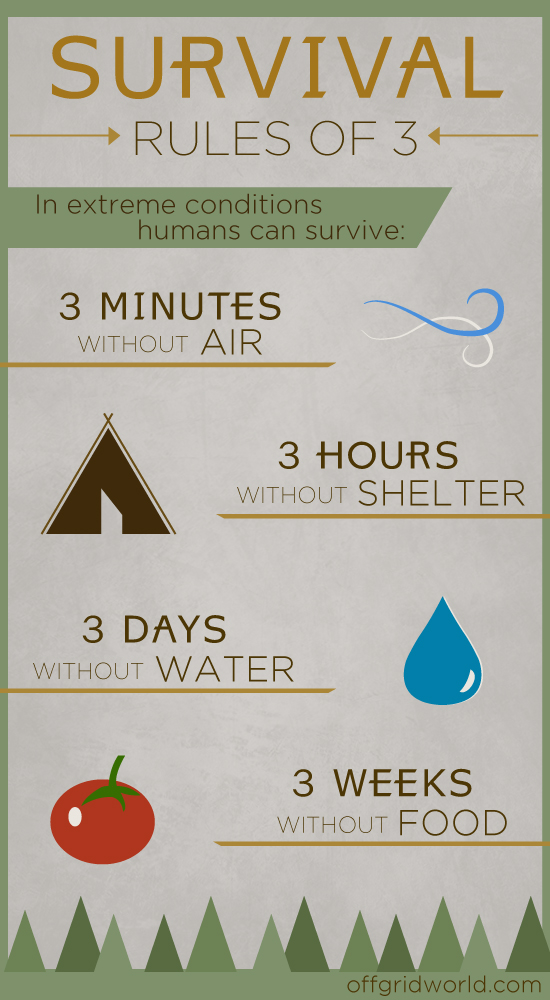 SURVIVAL
RULES OF 3
In extreme conditions
humans can survive:
3 MINUTES
WITHOUT AIR
3 HOURS
WITHOUT SHELTER
3 DAYS
WITHOUT WATER
3 WEEKS
WITHOUT FOOD
offgridworld.com